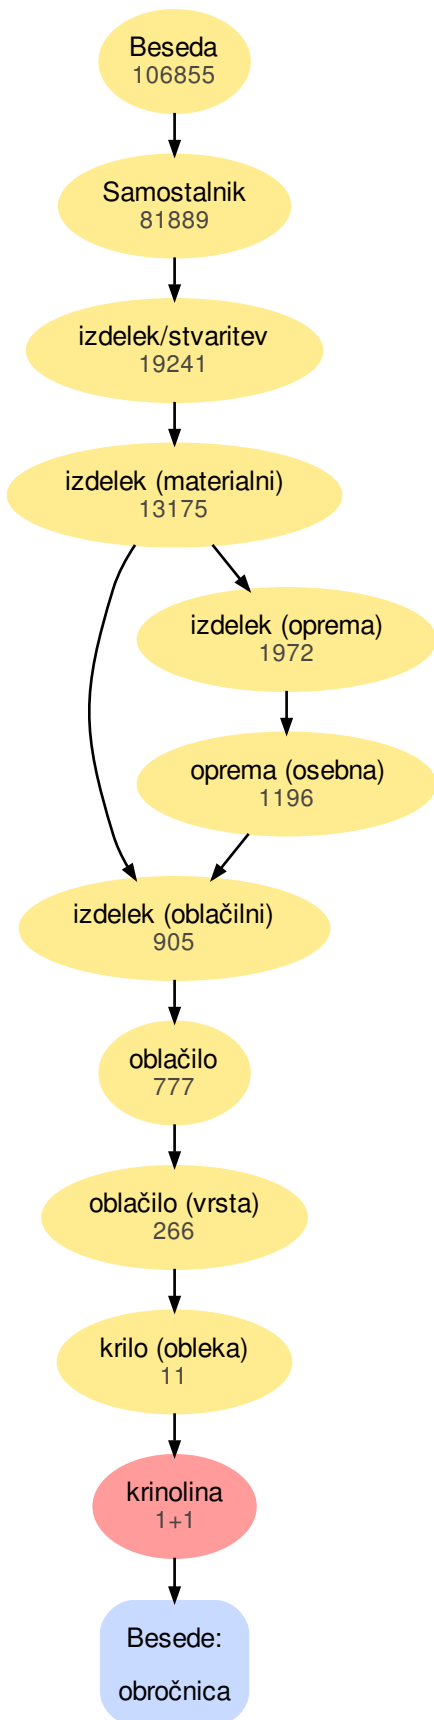 Beseda
106855
Samostalnik
81889
izdelek/stvaritev
19241
izdelek (materialni)
13175
izdelek (oprema)
1972
oprema (osebna)
1196
izdelek (oblačilni)
905
oblačilo
777
oblačilo (vrsta)
266
krilo (obleka)
11
krinolina
1+1
Besede:
obročnica